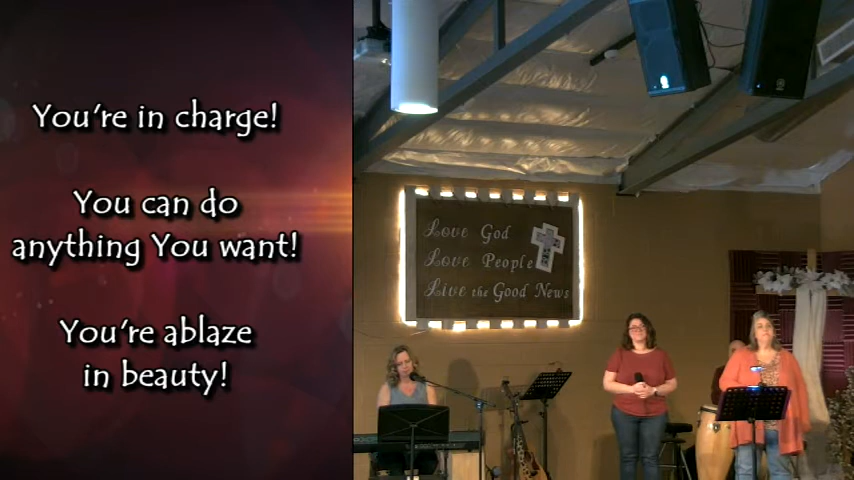 You're in charge!
You can do
anything You want!
You're ablaze
in beauty!
Love God
Love People
Live the Good News